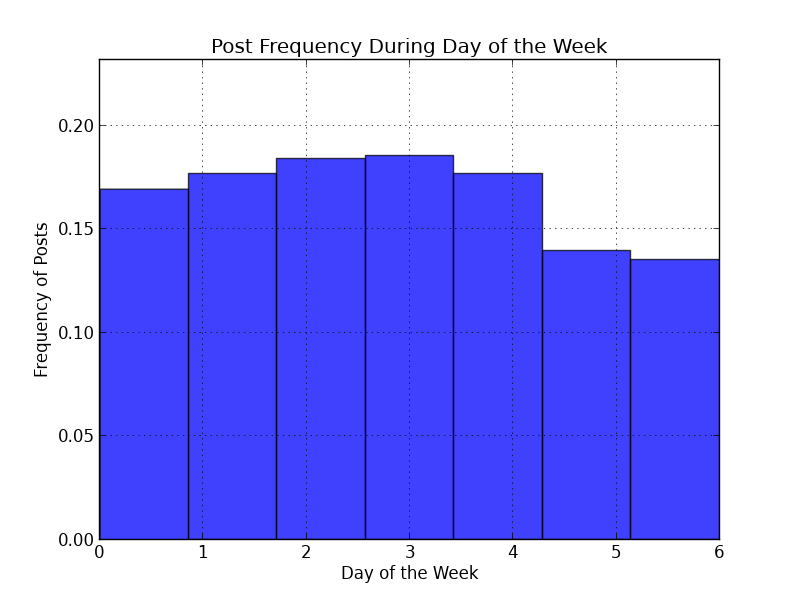 Post Frequency During Day of the Week
0.20
0.15
0.10
0.05
0.00
Frequency of Posts
0 1 2 3 4 5 6
Day of the Week